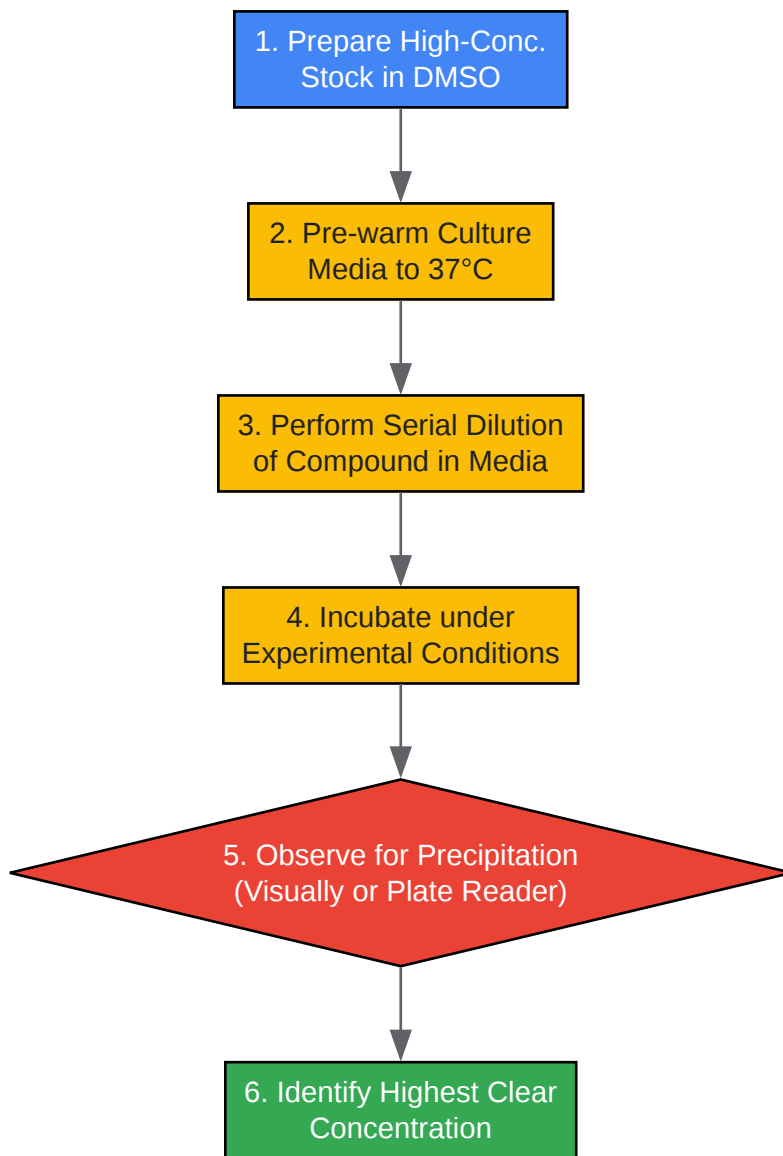 1. Prepare High-Conc.
Stock in DMSO
2. Pre-warm Culture
Media to 37°C
3. Perform Serial Dilution
of Compound in Media
4. Incubate under
Experimental Conditions
5. Observe for Precipitation
(Visually or Plate Reader)
6. Identify Highest Clear
Concentration